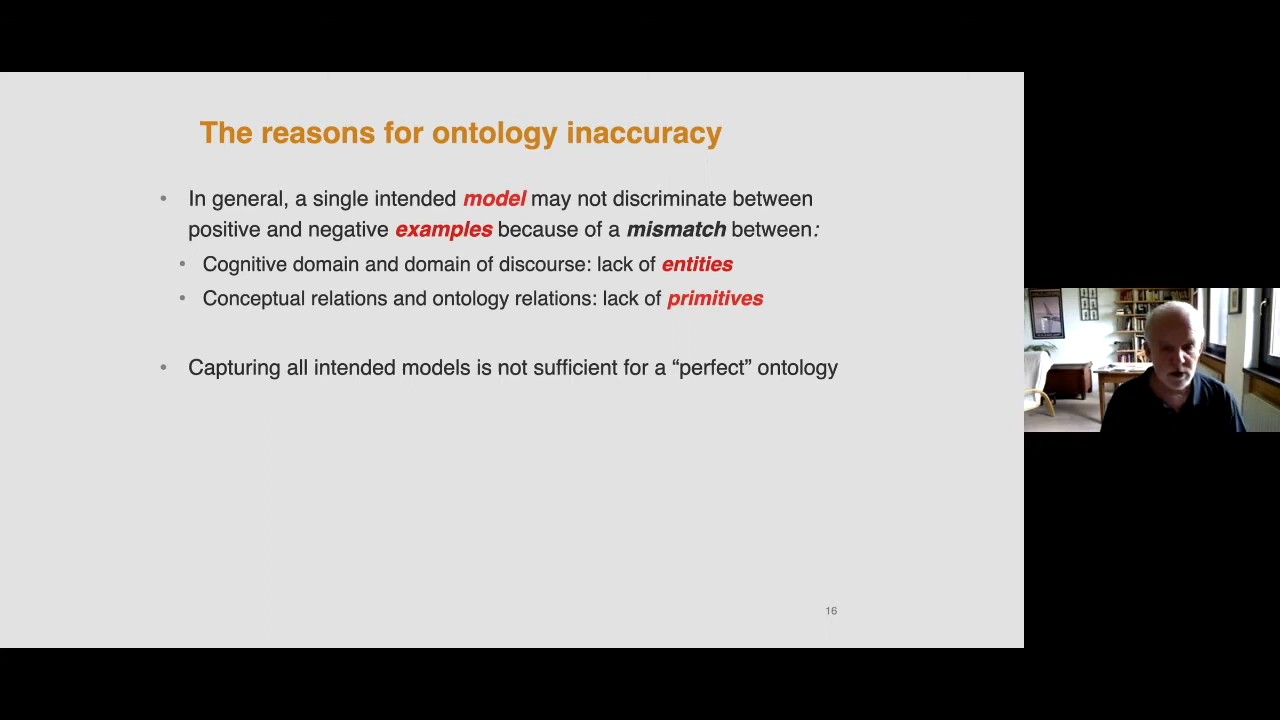 The reasons for ontology inaccuracy
• In general, a single intended model may not discriminate between
positive and negative examples because of a mismatch between:
• Cognitive domain and domain of discourse: lack of entities
• Conceptual relations and ontology relations: lack of primitives
• Capturing all intended models is not sufficient for a “perfect” ontology
16